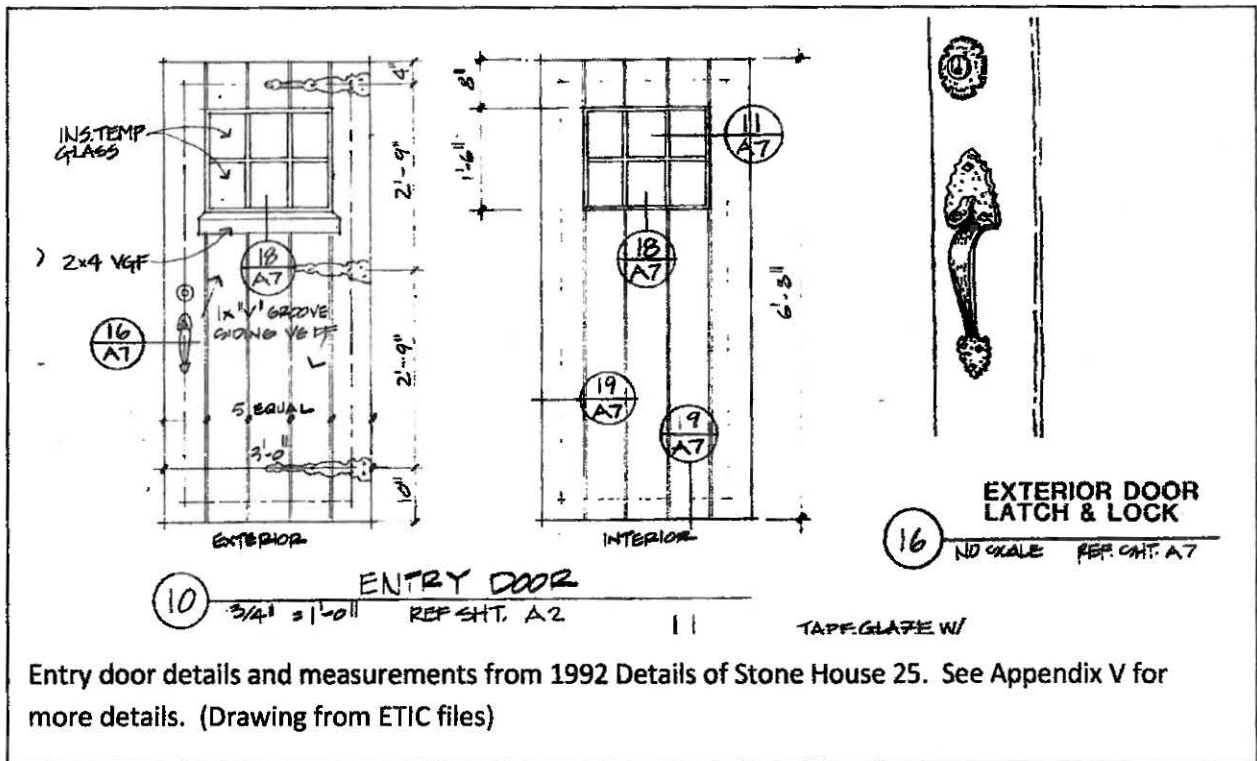 INS. TEMP
GLASS
2x4 VGF
16
A7
18
A7
1x "V" GROOVE
SIDING VG DF
5 EQUAL
3'-0"
4"
2'-9"
2'-9"
10"
EXTERIOR
8"
1'-6"
11
A7
18
A7
6'-8"
19
A7
19
A7
INTERIOR
10
ENTRY DOOR
3/4" = 1'-0" REF SHT. A2
EXTERIOR DOOR
LATCH & LOCK
16
NO SCALE REF. SHT. A7
TAPE GLAZE W/
Entry door details and measurements from 1992 Details of Stone House 25. See Appendix V for
more details. (Drawing from ETIC files)